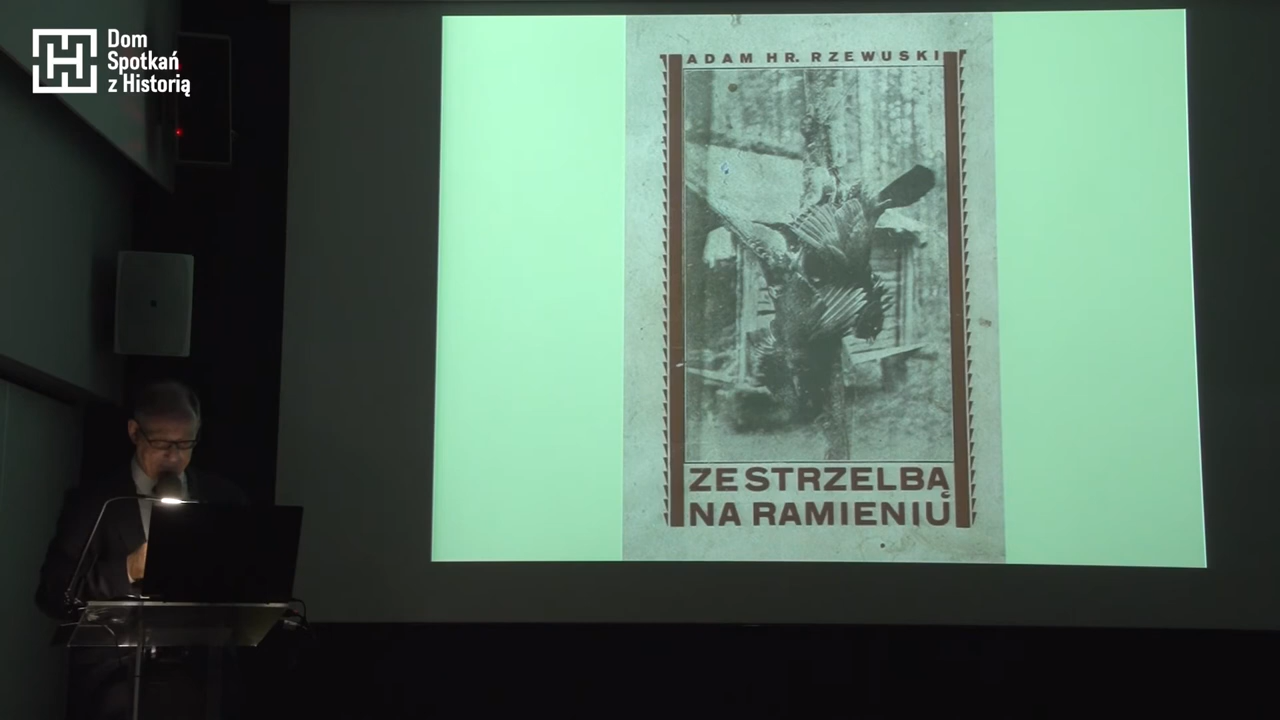 Dom
Spotkań
z Historią
ADAM HR. RZEWUSKI
ZE STRZELBĄ
NA RAMIENIU